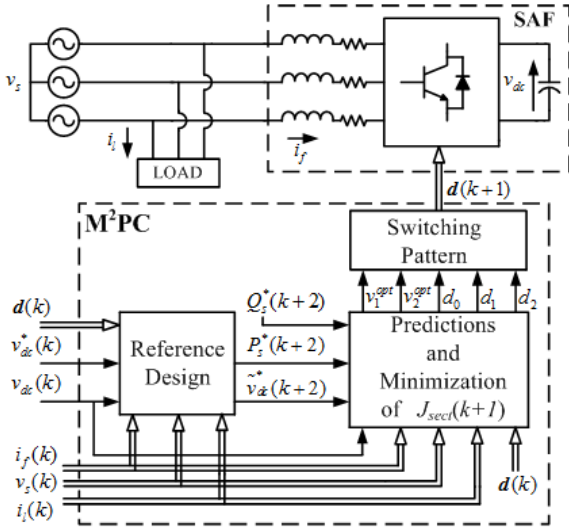 SAF
v_s
v_dc
i_l
i_f
LOAD
d(k+1)
M²PC
Switching
Pattern
v_1^opt v_2^opt d_0 d_1 d_2
d(k)
Q_s^*(k+2)
v_dc^*(k)
Reference
Design
P_s^*(k+2)
Predictions
and
Minimization
of J_sect(k+1)
v_dc(k)
ṽ_dc^*(k+2)
i_f(k)
v_s(k)
i_l(k)
d(k)